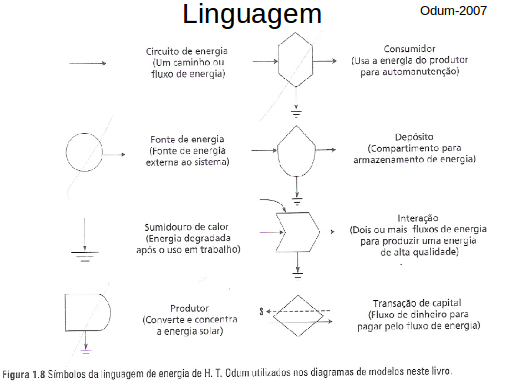 Linguagem
Odum-2007
Circuito de energia
(Um caminho ou
fluxo de energia)
Consumidor
(Usa a energia do produtor
para automanutenção)
Fonte de energia
(Fonte de energia
externa ao sistema)
Depósito
(Compartimento para
armazenamento de energia)
Sumidouro de calor
(Energia degradada
após o uso em trabalho)
Interação
(Dois ou mais fluxos de energia
para produzir uma energia
de alta qualidade)
Produtor
(Converte e concentra
a energia solar)
$
Transação de capital
(Fluxo de dinheiro para
pagar pelo fluxo de energia)
Figura 1.8 Símbolos da linguagem de energia de H. T. Odum utilizados nos diagramas de modelos neste livro.